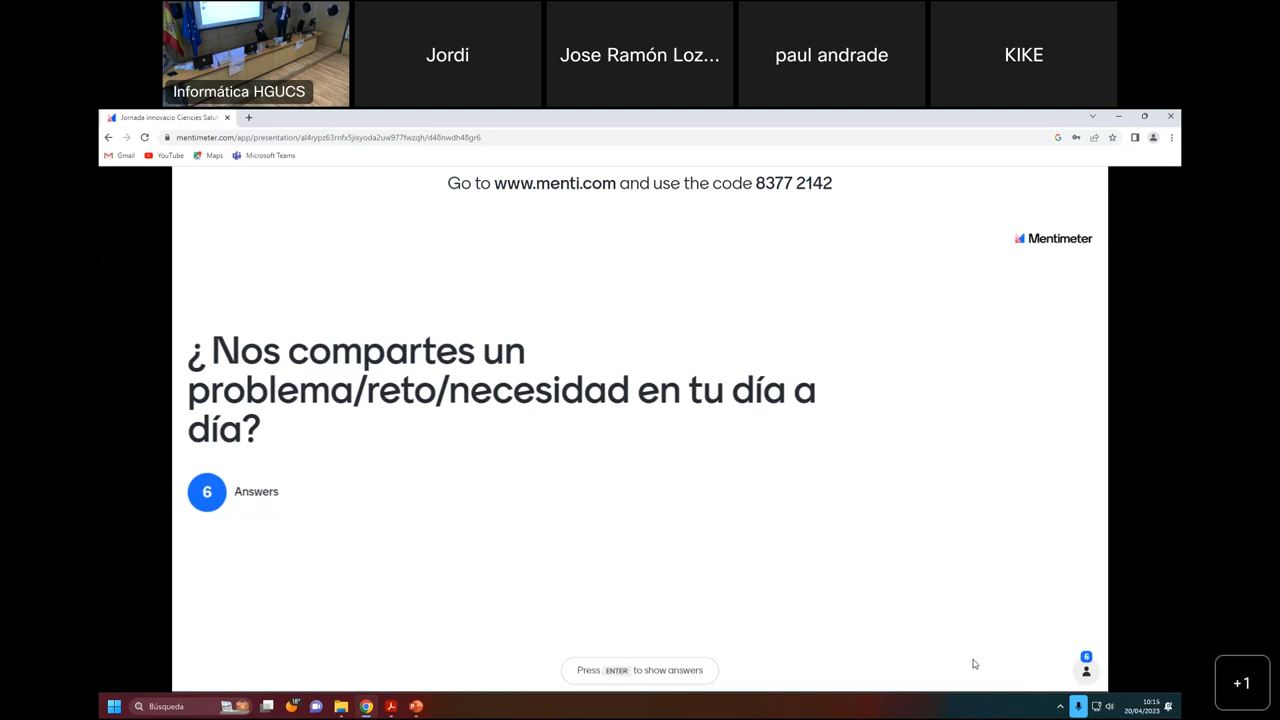 Informática HGUCS
Jordi
Jose Ramón Loz...
paul andrade
KIKE
Jornada innovacio Ciencies Salut
mentimeter.com/app/presentation/al4rypz63rnfx5jisyoda2uw977fwzqh/d48nwdh48gr6
Gmail
YouTube
Maps
Microsoft Teams
Go to www.menti.com and use the code 8377 2142
Mentimeter
¿ Nos compartes un
problema/reto/necesidad en tu día a
día?
6 Answers
Press ENTER to show answers
6
+1
Búsqueda
18°
10:15
20/04/2023